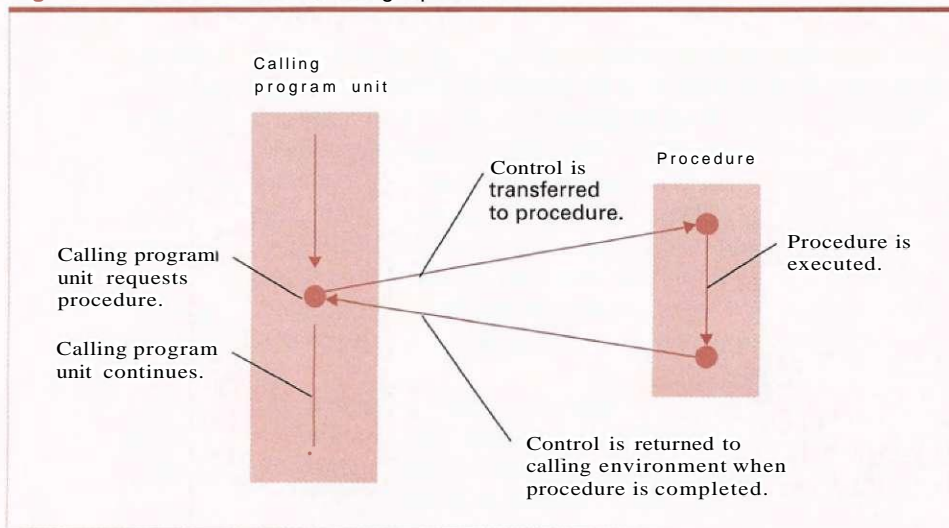 Calling
program unit
Control is
transferred
to procedure.
Procedure
Calling program
unit requests
procedure.
Procedure is
executed.
Calling program
unit continues.
Control is returned to
calling environment when
procedure is completed.